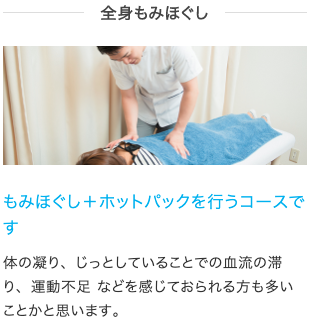 全身もみほぐし
もみほぐし＋ホットパックを行うコースで
す
体の凝り、じっとしていることでの血流の滞
り、運動不足 などを感じておられる方も多い
ことかと思います。